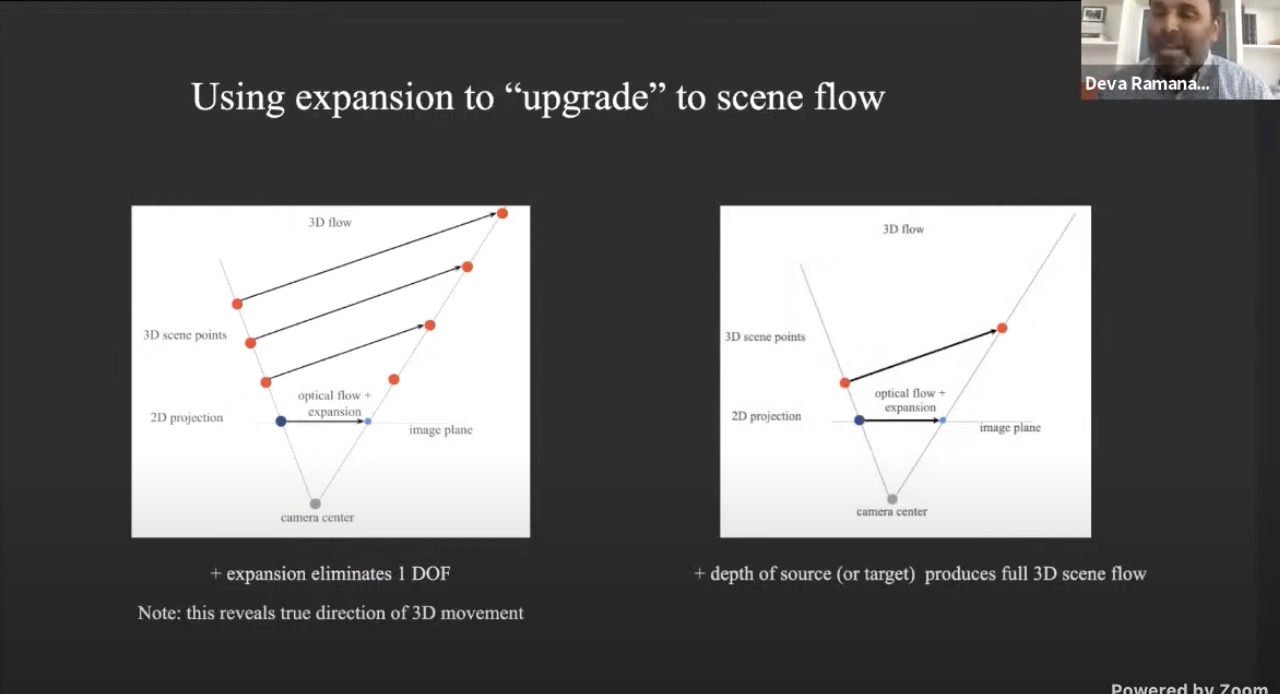 Deva Ramana...
Using expansion to “upgrade” to scene flow
3D flow
3D scene points
optical flow +
expansion
2D projection
image plane
camera center
3D flow
3D scene points
optical flow +
expansion
2D projection
image plane
camera center
+ expansion eliminates 1 DOF
Note: this reveals true direction of 3D movement
+ depth of source (or target) produces full 3D scene flow
Powered by Zoom